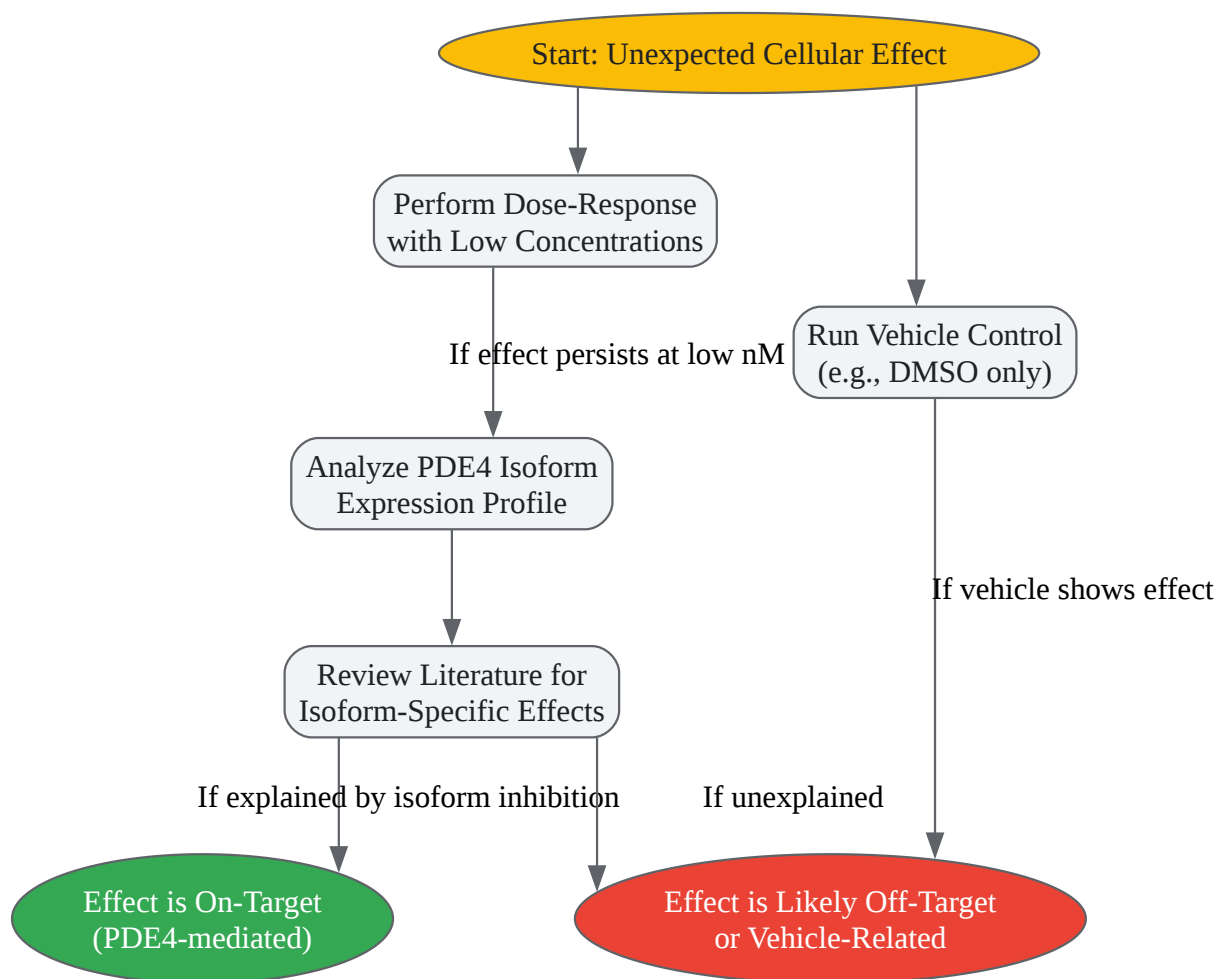 Start: Unexpected Cellular Effect
Perform Dose-Response
with Low Concentrations
Run Vehicle Control
(e.g., DMSO only)
If effect persists at low nM
Analyze PDE4 Isoform
Expression Profile
If vehicle shows effect
Review Literature for
Isoform-Specific Effects
If explained by isoform inhibition
If unexplained
Effect is On-Target
(PDE4-mediated)
Effect is Likely Off-Target
or Vehicle-Related